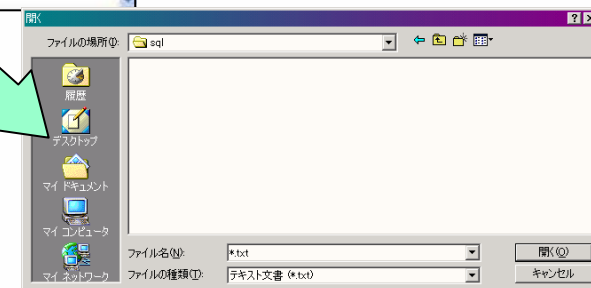 開く
ファイルの場所(I):
sql
履歴
デスクトップ
マイ ドキュメント
マイ コンピュータ
マイ ネットワーク
ファイル名(N): *.txt 開く(O)
ファイルの種類(T): テキスト文書 (*.txt) キャンセル